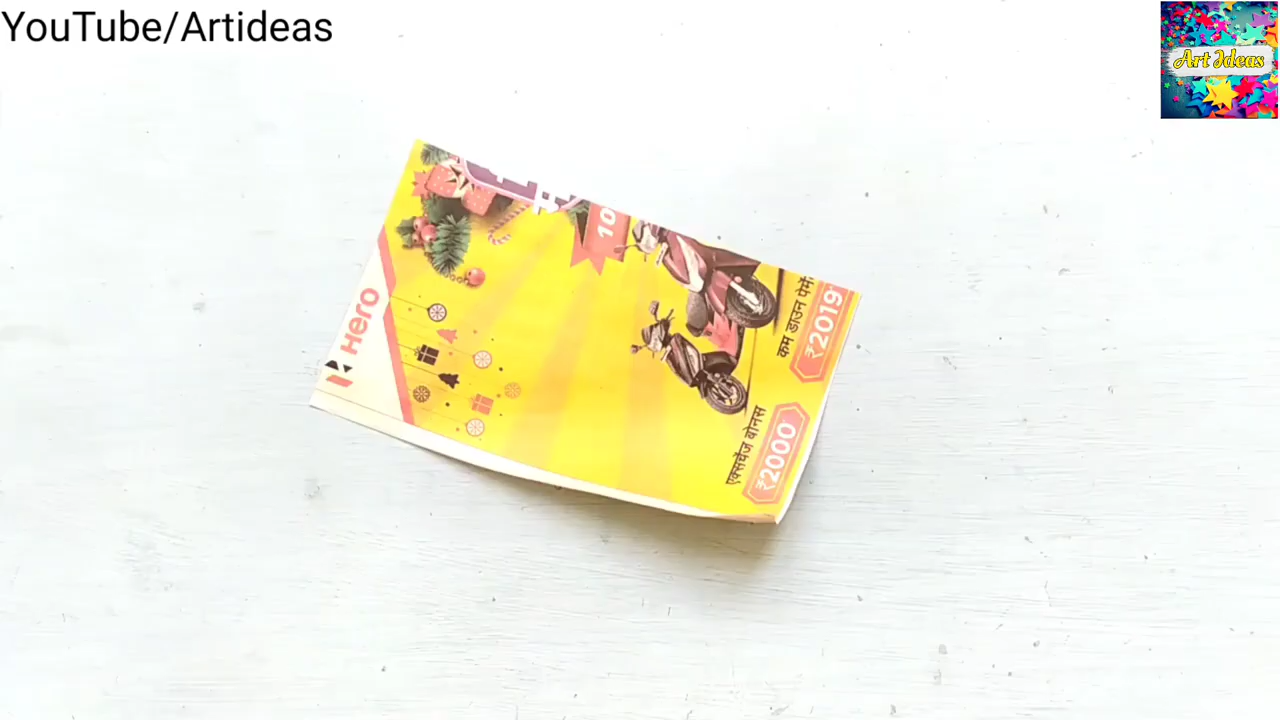 YouTube/Artideas
Art Ideas
Hero
10
कम डाउन
₹2019
एक्सचेंज बोनस
₹2000